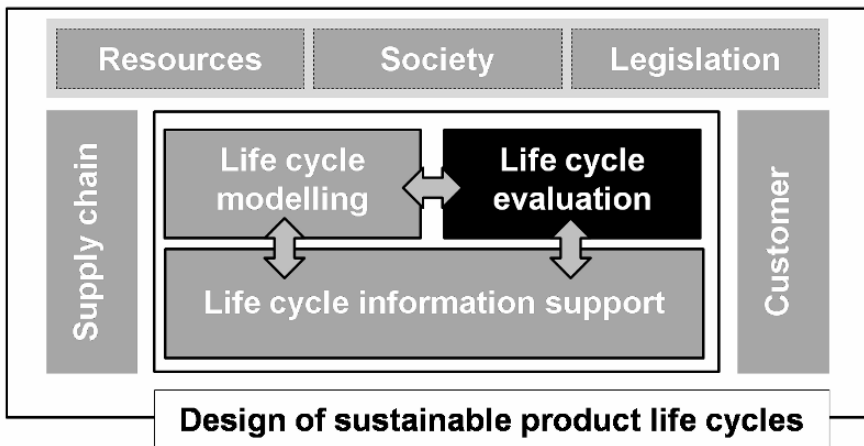 Resources
Society
Legislation
Supply chain
Life cycle
modelling
Life cycle
evaluation
Customer
Life cycle information support
Design of sustainable product life cycles